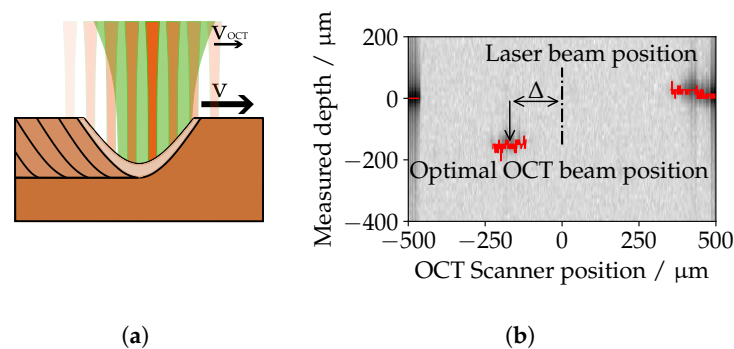 V_OCT
V
200
0
−200
−400
Measured depth / μm
Laser beam position
Δ
Optimal OCT beam position
−500 −250 0 250 500
OCT Scanner position / μm
(a)
(b)